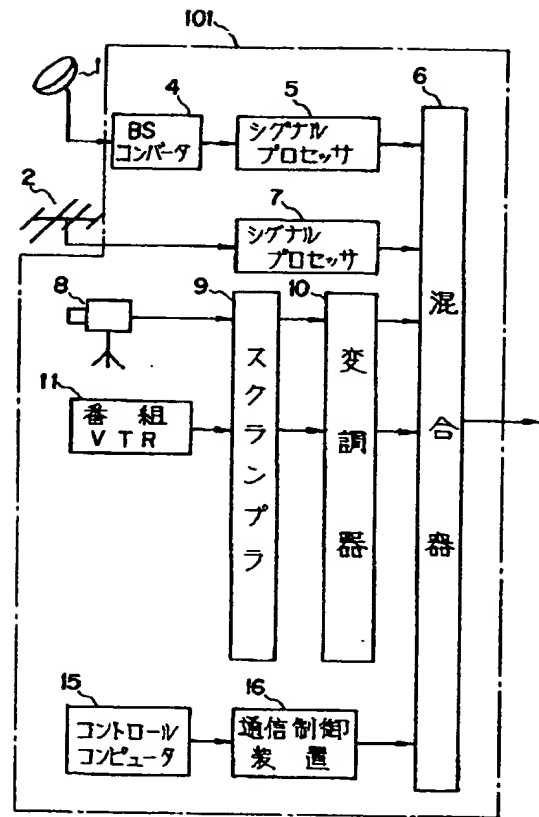 101
1
4
BS
コンバータ
5
シグナル
プロセッサ
6
混合器
2
7
シグナル
プロセッサ
8
9
スクランブラ
10
変調器
11
番組
VTR
15
コントロール
コンピュータ
16
通信制御
装置